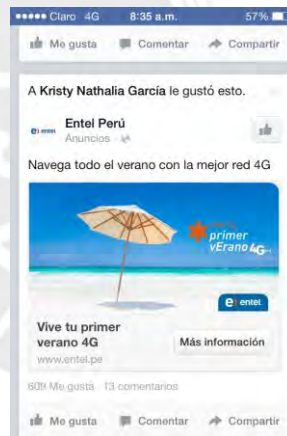 Claro 4G 8:35 a.m. 57%
Me gusta Comentar Compartir
A Kristy Nathalia García le gustó esto.
Entel Perú
Anuncios
Navega todo el verano con la mejor red 4G
primer
vErano 4G
entel
Vive tu primer
verano 4G
Más información
www.entel.pe
609 Me gusta 13 comentarios
Me gusta Comentar Compartir